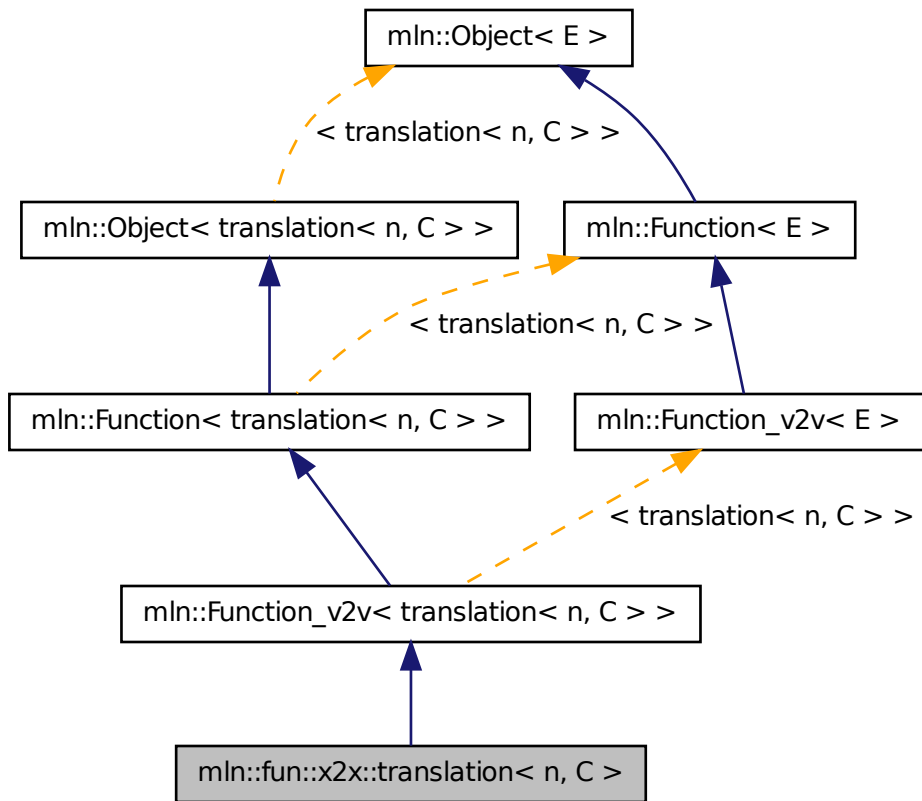 mln::Object< E >
< translation< n, C > >
mln::Object< translation< n, C > >
mln::Function< E >
< translation< n, C > >
mln::Function< translation< n, C > >
mln::Function_v2v< E >
< translation< n, C > >
mln::Function_v2v< translation< n, C > >
mln::fun::x2x::translation< n, C >